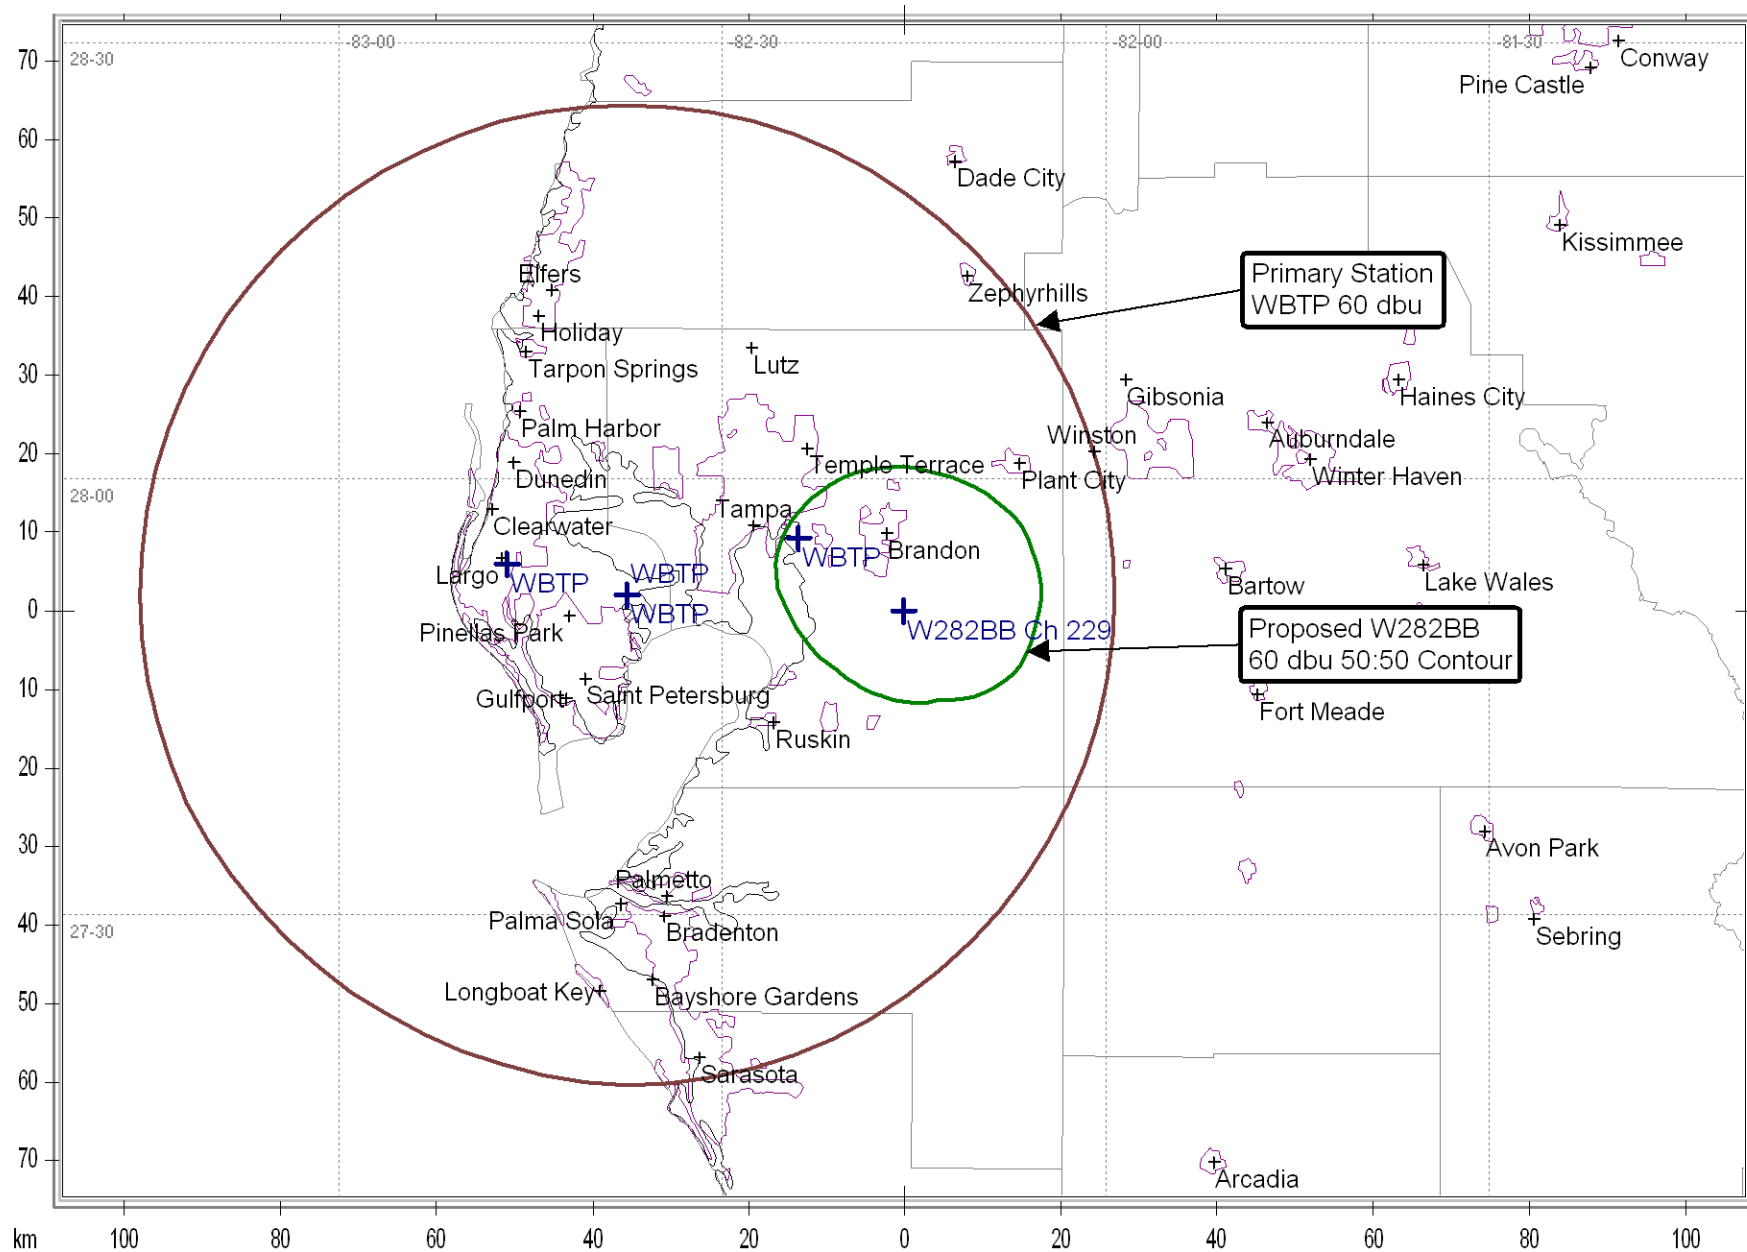 70
60
50
40
30
20
10
0
10
20
30
40
50
60
70
km
100
80
60
40
20
0
20
40
60
80
100
-83-00
-82-30
-82-00
-81-30
28-30
28-00
27-30
Conway
Pine Castle
Dade City
Kissimmee
Primary Station
WBTP 60 dbu
Elfers
Zephyrhills
Holiday
Tarpon Springs
Lutz
Gibsonia
Haines City
Palm Harbor
Winston
Auburndale
Temple Terrace
Plant City
Winter Haven
Dunedin
Tampa
Clearwater
Brandon
WBTP
Largo
WBTP
WBTP
WBTP
Bartow
Lake Wales
Pinellas Park
W282BB Ch 229
Proposed W282BB
60 dbu 50:50 Contour
Gulfport
Saint Petersburg
Fort Meade
Ruskin
Avon Park
Palmetto
Palma Sola
Bradenton
Sebring
Longboat Key
Bayshore Gardens
Sarasota
Arcadia